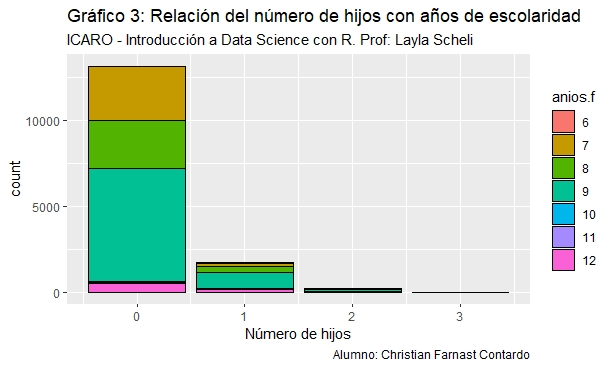 Gráfico 3: Relación del número de hijos con años de escolaridad
ICARO - Introducción a Data Science con R. Prof: Layla Scheli
count
10000
5000
0
0
1
2
3
Número de hijos
anios.f
6
7
8
9
10
11
12
Alumno: Christian Farnast Contardo